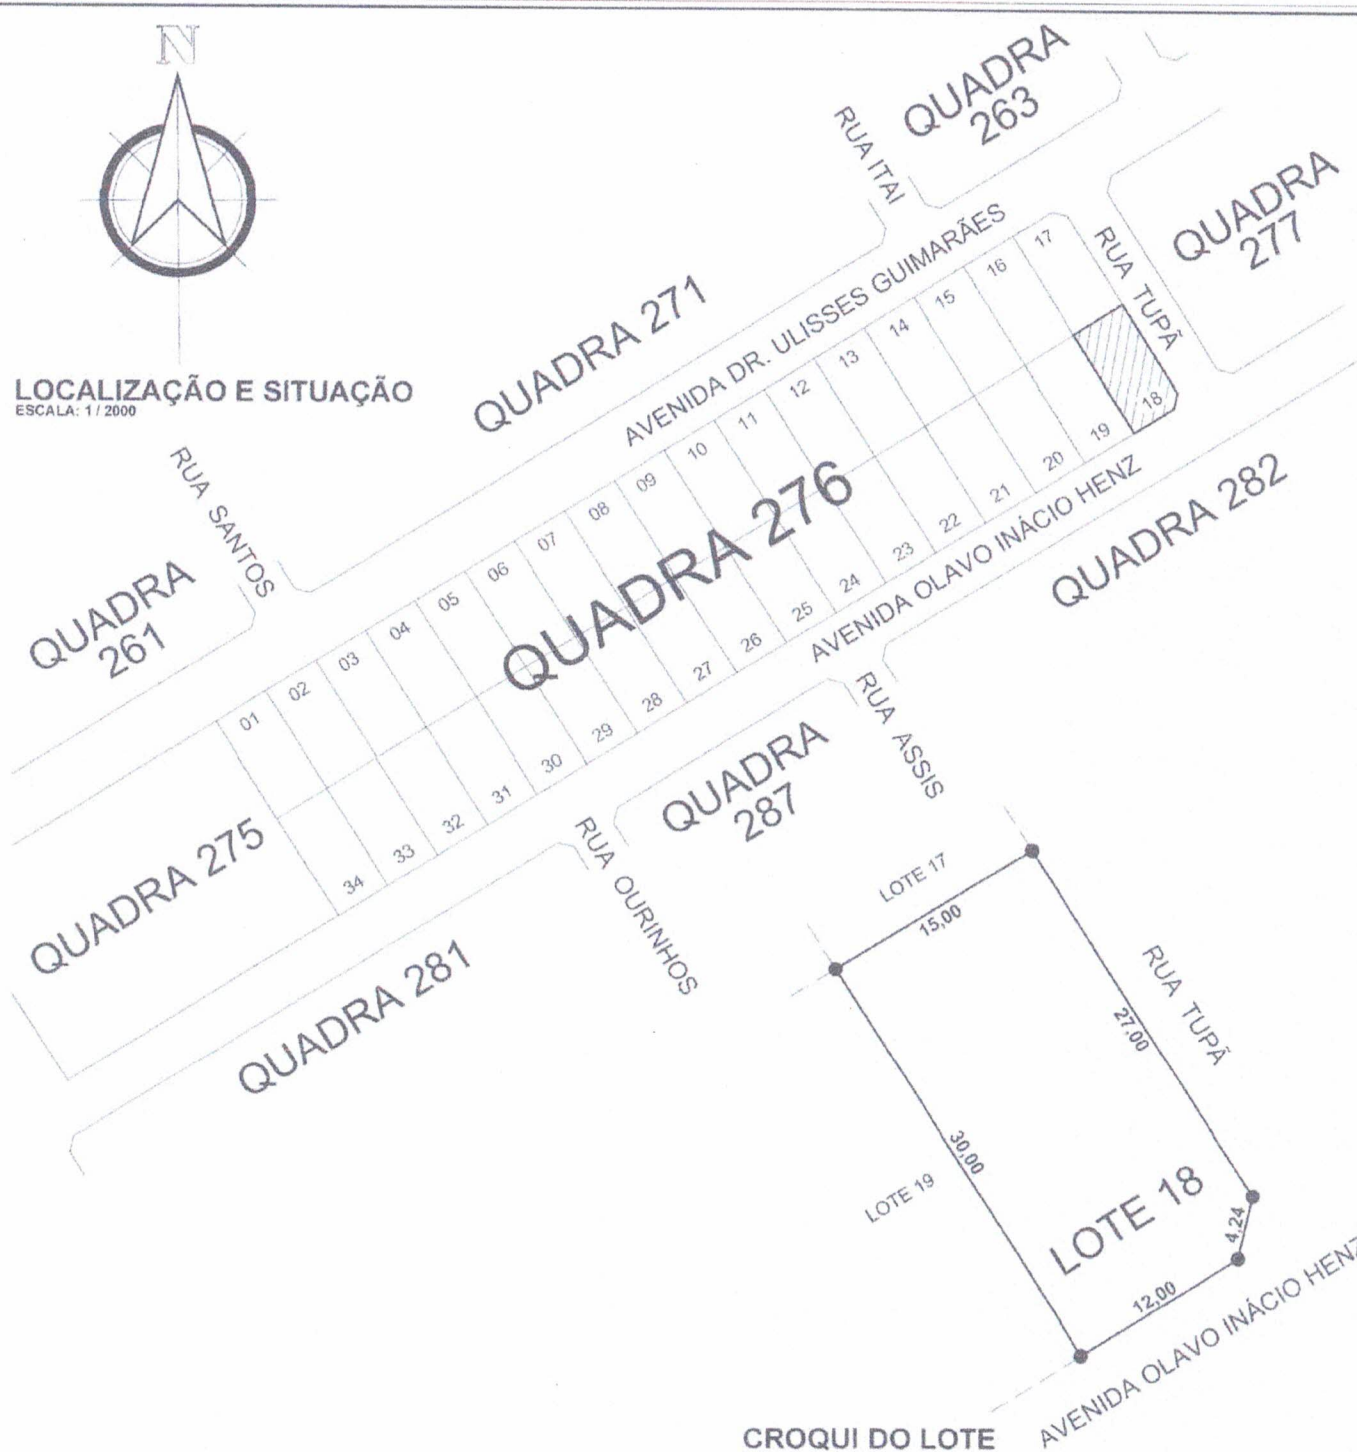 N
LOCALIZAÇÃO E SITUAÇÃO
ESCALA: 1 / 2000
QUADRA
263
RUA ITAI
QUADRA
277
RUA TUPÃ
QUADRA 271
AVENIDA DR. ULISSES GUIMARÃES
RUA SANTOS
QUADRA
261
QUADRA 276
01
02
03
04
05
06
07
08
09
10
11
12
13
14
15
16
17
18
19
20
21
22
23
24
25
26
27
28
29
30
31
32
33
34
AVENIDA OLAVO INÁCIO HENZ
QUADRA 282
QUADRA 275
QUADRA 281
RUA OURINHOS
QUADRA
287
RUA ASSIS
LOTE 17
15,00
RUA TUPÃ
27,00
30,00
LOTE 19
LOTE 18
4,24
12,00
AVENIDA OLAVO INÁCIO HENZ
CROQUI DO LOTE